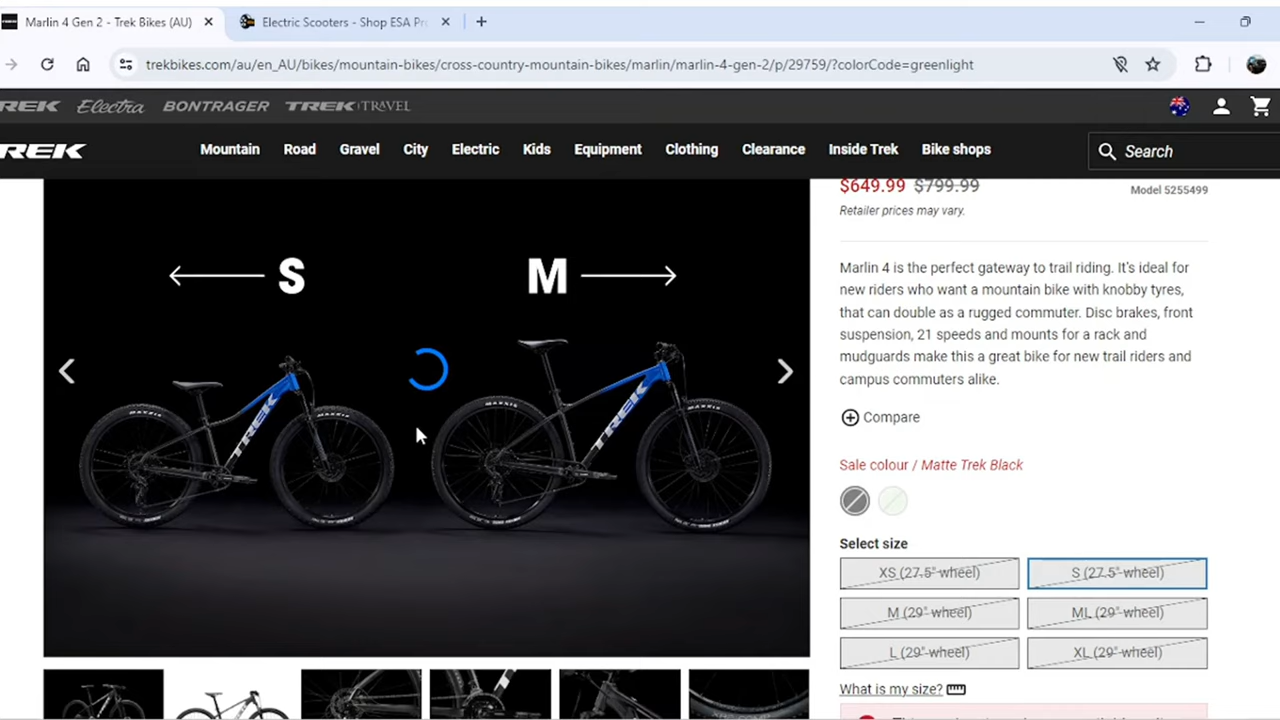 Marlin 4 Gen 2 - Trek Bikes (AU)
Electric Scooters - Shop ESA Pr
trekbikes.com/au/en_AU/bikes/mountain-bikes/cross-country-mountain-bikes/marlin/marlin-4-gen-2/p/29759/?colorCode=greenlight
TREK Electra BONTRAGER TREK TRAVEL
TREK
Mountain Road Gravel City Electric Kids Equipment Clothing Clearance Inside Trek Bike shops
Search
$649.99 $799.99
Model 5255499
Retailer prices may vary.
S M
Marlin 4 is the perfect gateway to trail riding. It's ideal for
new riders who want a mountain bike with knobby tyres,
that can double as a rugged commuter. Disc brakes, front
suspension, 21 speeds and mounts for a rack and
mudguards make this a great bike for new trail riders and
campus commuters alike.
Compare
MAXXIS MAXXIS TREK
MAXXIS MAXXIS TREK
Sale colour / Matte Trek Black
Select size
XS (27.5" wheel) S (27.5" wheel)
M (29" wheel) ML (29" wheel)
L (29" wheel) XL (29" wheel)
What is my size?